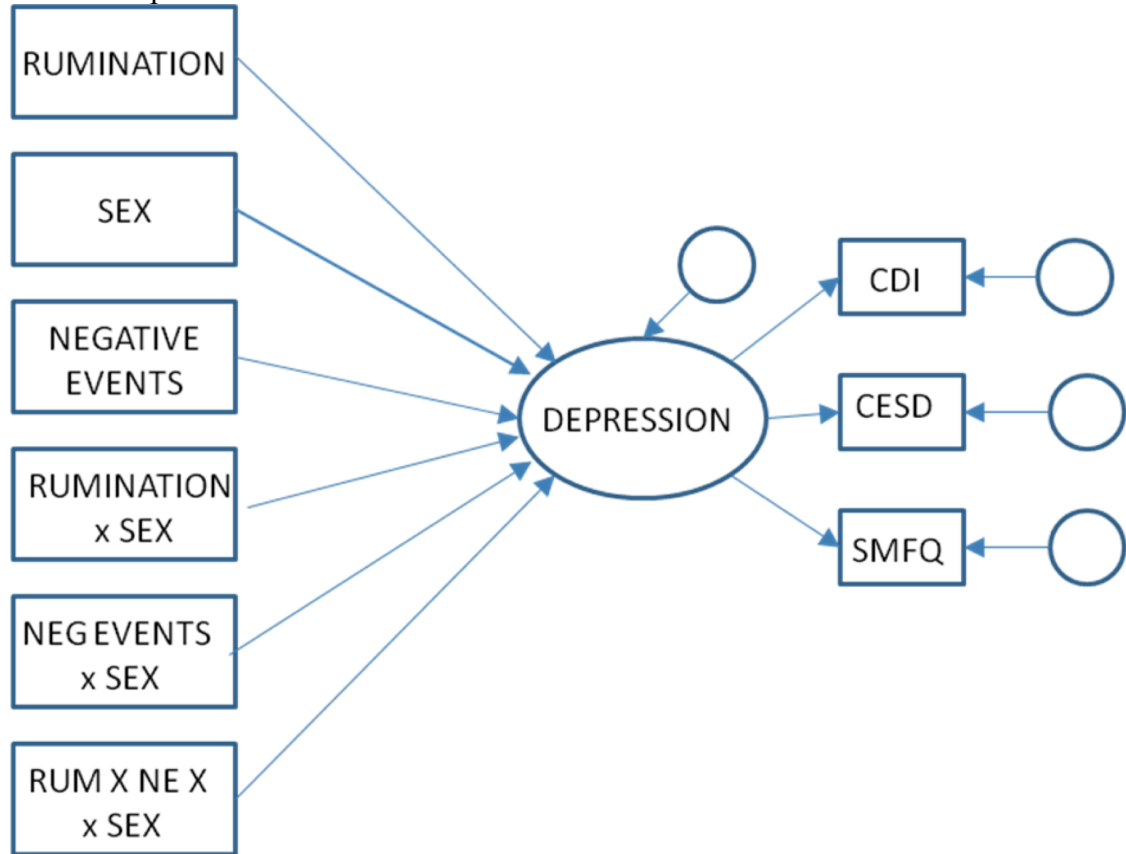 RUMINATION
SEX
NEGATIVE
EVENTS
RUMINATION
x SEX
NEG EVENTS
x SEX
RUM X NE X
x SEX
DEPRESSION
CDI
CESD
SMFQ